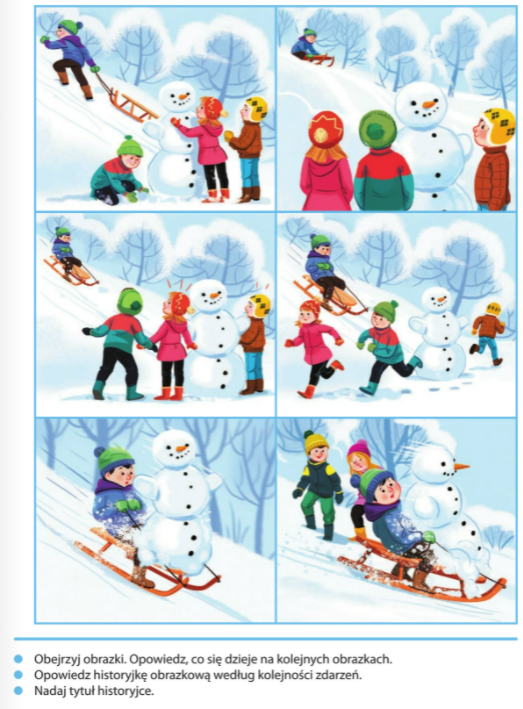 Obejrzyj obrazki. Opowiedz, co się dzieje na kolejnych obrazkach.
Opowiedz historyjkę obrazkową według kolejności zdarzeń.
Nadaj tytuł historyjce.